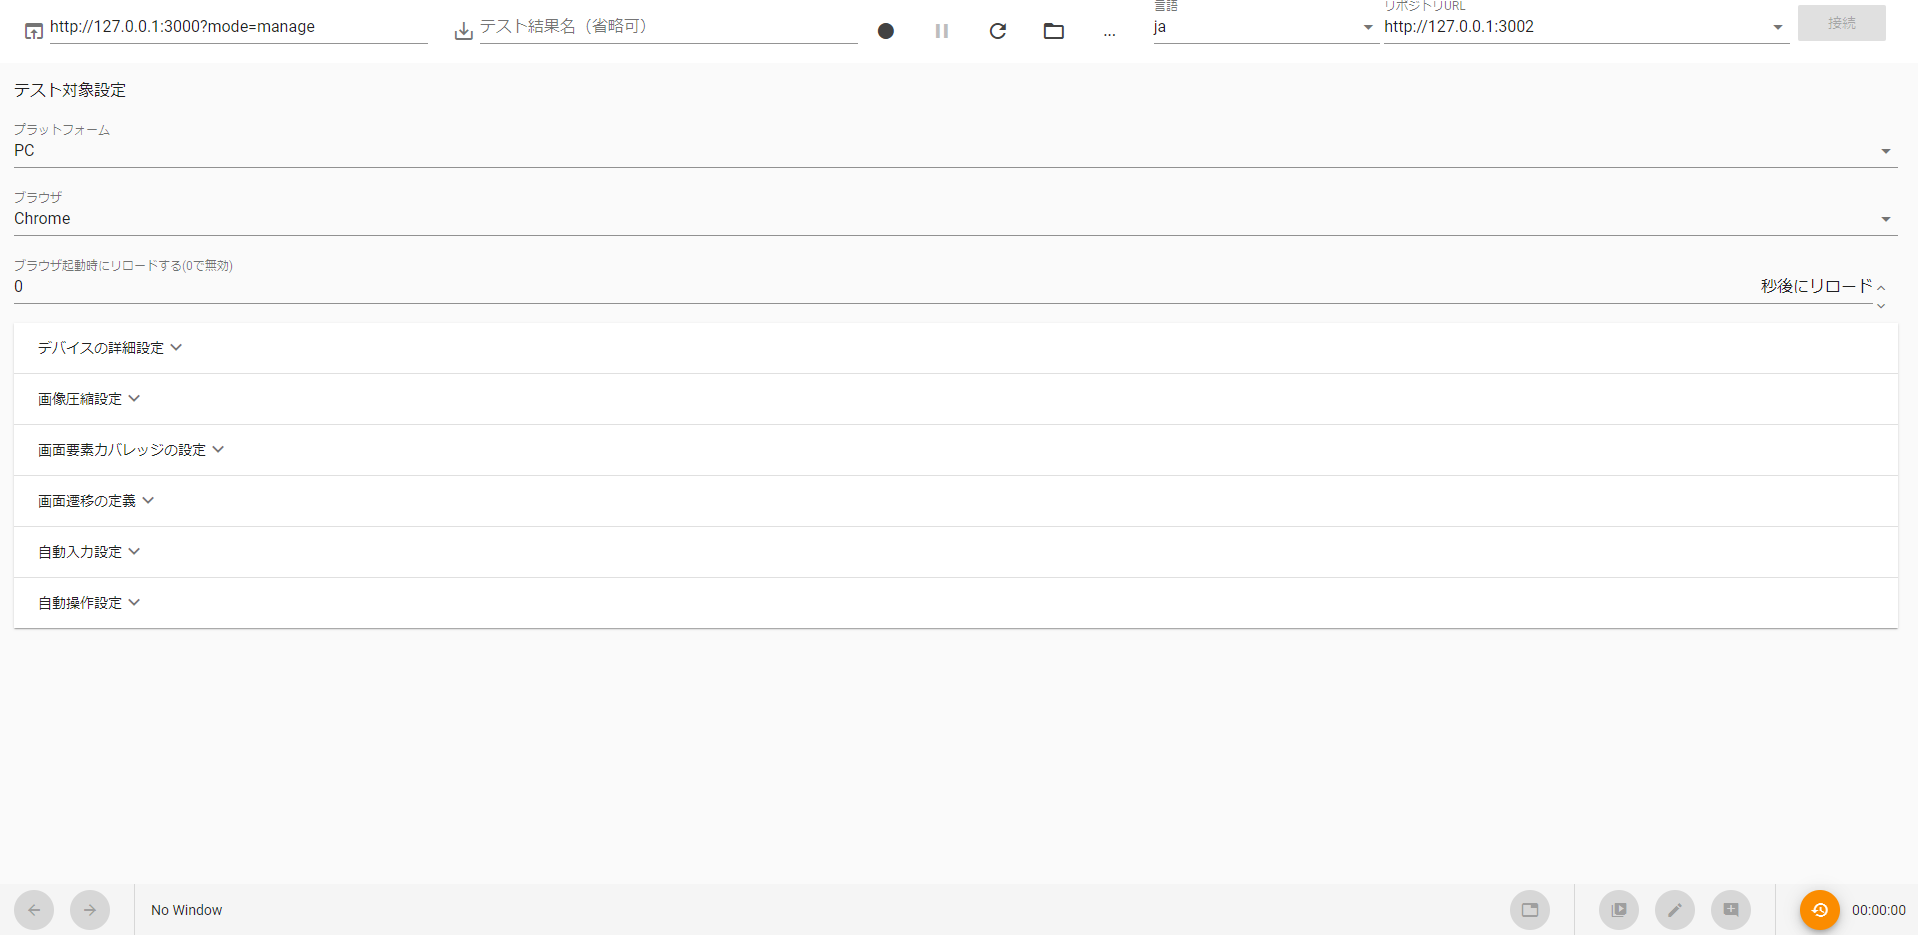 http://127.0.0.1:3000?mode=manage
テスト結果名（省略可）
...
言語
ja
リポジトリURL
http://127.0.0.1:3002
接続
テスト対象設定
プラットフォーム
PC
ブラウザ
Chrome
ブラウザ起動時にリロードする(0で無効)
0
秒後にリロード
デバイスの詳細設定
画像圧縮設定
画面要素カバレッジの設定
画面遷移の定義
自動入力設定
自動操作設定
No Window
00:00:00